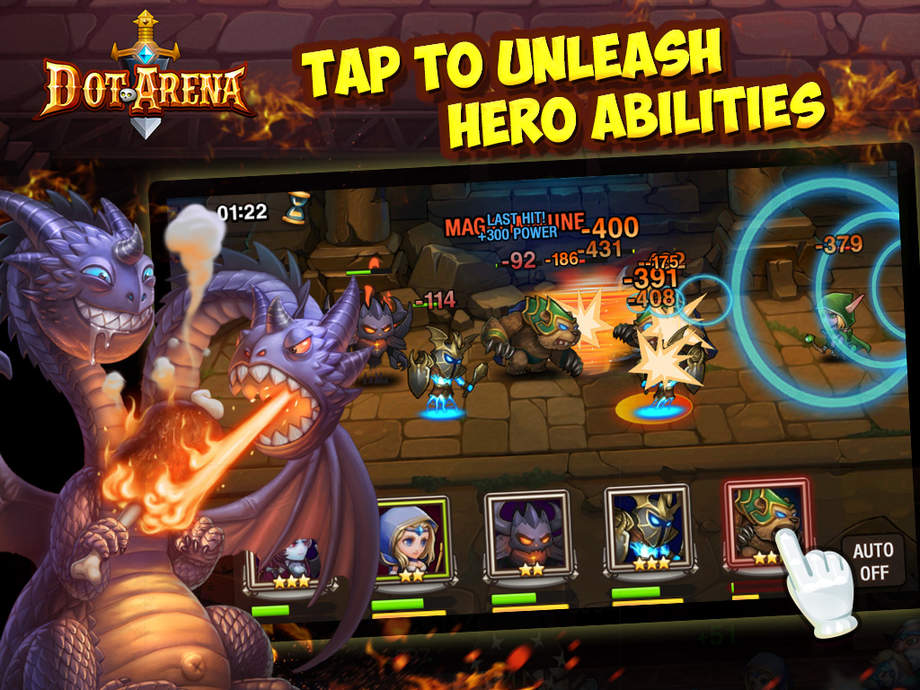 DOT ARENA
TAP TO UNLEASH
HERO ABILITIES
01:22
LAST HIT!
+300 POWER
-400
-431
-92
-186
-391
-408
-114
-379
AUTO
OFF